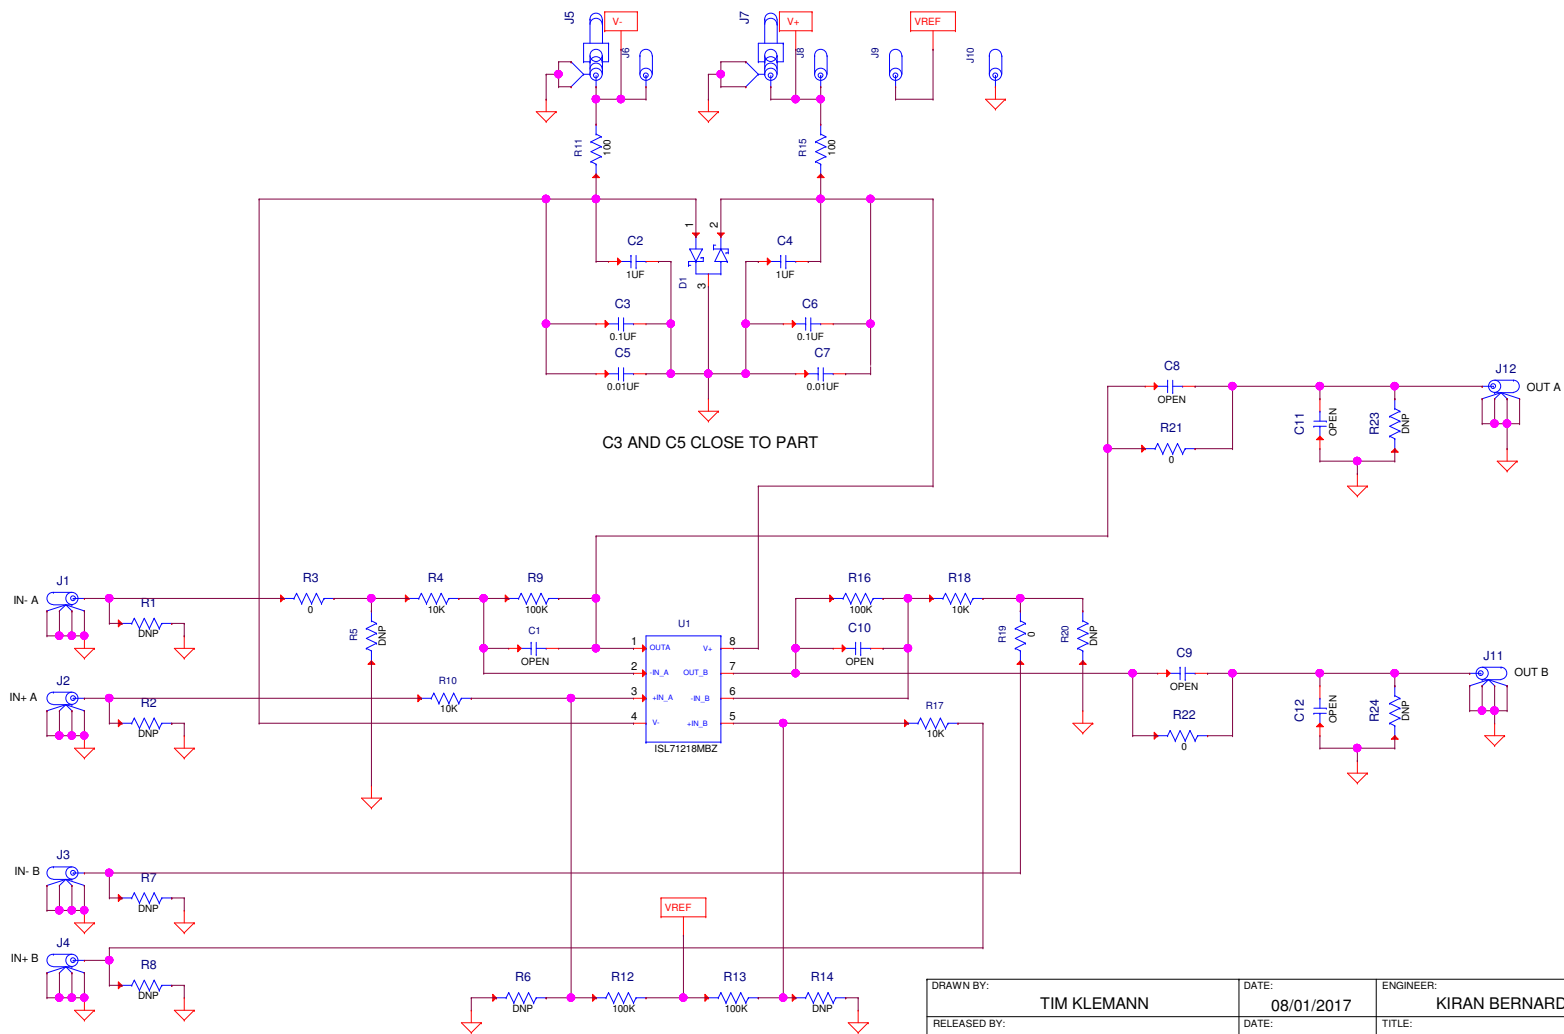 J5
V-
J6
J7
V+
J8
VREF
J9
J10
R11
100
R15
100
1
2
C2
1UF
C4
1UF
D1
3
C3
0.1UF
C6
0.1UF
C5
0.01UF
C7
0.01UF
C3 AND C5 CLOSE TO PART
C8
OPEN
R21
0
C11
OPEN
R23
DNP
J12
OUT A
J1
IN- A
R1
DNP
R3
0
R5
DNP
R4
10K
R9
100K
C1
OPEN
U1
1
OUTA
2
-IN_A
3
+IN_A
4
V-
8
V+
7
OUT_B
6
-IN_B
5
+IN_B
ISL71218MBZ
R16
100K
C10
OPEN
R18
10K
R19
0
R20
DNP
R17
10K
C9
OPEN
R22
0
C12
OPEN
R24
DNP
J11
OUT B
J2
IN+ A
R2
DNP
R10
10K
J3
IN- B
R7
DNP
J4
IN+ B
R8
DNP
VREF
R6
DNP
R12
100K
R13
100K
R14
DNP
DRAWN BY:
TIM KLEMANN
DATE:
08/01/2017
ENGINEER:
KIRAN BERNARD
RELEASED BY:
DATE:
TITLE: